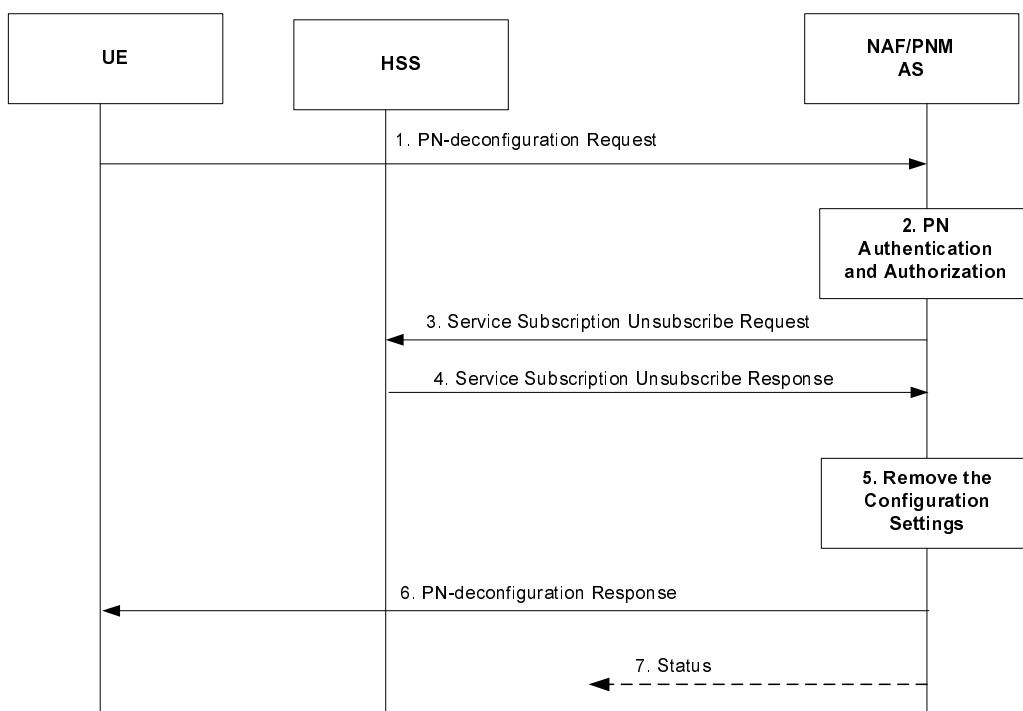 UE
HSS
NAF/PNM
AS
1. PN-deconfiguration Request
2. PN
Authentication
and Authorization
3. Service Subscription Unsubscribe Request
4. Service Subscription Unsubscribe Response
5. Remove the
Configuration
Settings
6. PN-deconfiguration Response
7. Status